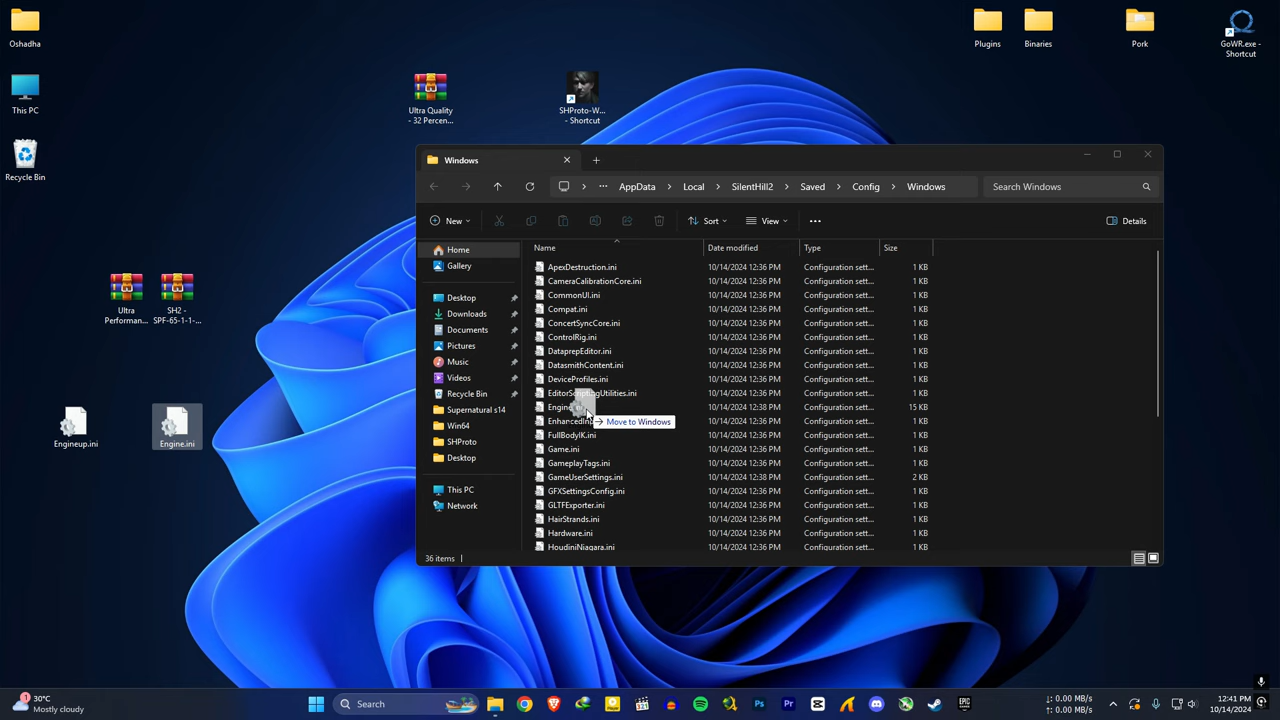 Oshadha
This PC
Recycle Bin
Ultra Quality
- 32 Percen...
SHProto-W...
- Shortcut
Plugins
Binaries
Pork
GoWR.exe -
Shortcut
Ultra
Performan...
SH2 -
SPF-65-1-1-...
Engineup.ini
Engine.ini
Windows
AppData
Local
SilentHill2
Saved
Config
Windows
Search Windows
New
Sort
View
Details
Home
Gallery
Desktop
Downloads
Documents
Pictures
Music
Videos
Recycle Bin
Supernatural s14
Win64
SHProto
Desktop
This PC
Network
Name Date modified Type Size
ApexDestruction.ini 10/14/2024 12:36 PM Configuration sett... 1 KB
CameraCalibrationCore.ini 10/14/2024 12:36 PM Configuration sett... 1 KB
CommonUI.ini 10/14/2024 12:36 PM Configuration sett... 1 KB
Compat.ini 10/14/2024 12:36 PM Configuration sett... 1 KB
ConcertSyncCore.ini 10/14/2024 12:36 PM Configuration sett... 1 KB
ControlRig.ini 10/14/2024 12:36 PM Configuration sett... 1 KB
DataprepEditor.ini 10/14/2024 12:36 PM Configuration sett... 1 KB
DatasmithContent.ini 10/14/2024 12:36 PM Configuration sett... 1 KB
DeviceProfiles.ini 10/14/2024 12:36 PM Configuration sett... 1 KB
EditorScriptingUtilities.ini 10/14/2024 12:36 PM Configuration sett... 1 KB
10/14/2024 12:38 PM Configuration sett... 15 KB
Move to Windows
10/14/2024 12:36 PM Configuration sett... 1 KB
FullBodyIK.ini 10/14/2024 12:36 PM Configuration sett... 1 KB
Game.ini 10/14/2024 12:36 PM Configuration sett... 1 KB
GameplayTags.ini 10/14/2024 12:36 PM Configuration sett... 1 KB
GameUserSettings.ini 10/14/2024 12:38 PM Configuration sett... 2 KB
GFXSettingsConfig.ini 10/14/2024 12:36 PM Configuration sett... 1 KB
GLTFExporter.ini 10/14/2024 12:36 PM Configuration sett... 1 KB
HairStrands.ini 10/14/2024 12:36 PM Configuration sett... 1 KB
Hardware.ini 10/14/2024 12:36 PM Configuration sett... 1 KB
HoudiniNiagara.ini 10/14/2024 12:36 PM Configuration sett... 1 KB
36 items
1
30°C
Mostly cloudy
Search
Ps
Pr
EPIC
↕: 0.00 MB/s
↑: 0.00 MB/s
12:41 PM
10/14/2024